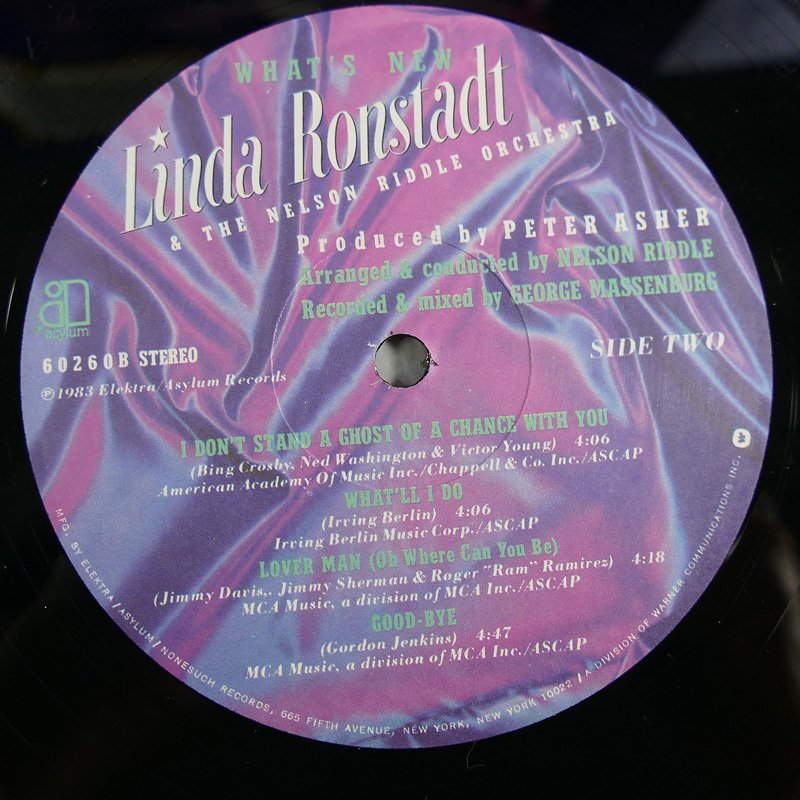 WHAT'S NEW
Linda Ronstadt
& THE NELSON RIDDLE ORCHESTRA
Produced by PETER ASHER
Arranged & conducted by NELSON RIDDLE
Recorded & mixed by GEORGE MASSENBURG
asylum
60260B STEREO
SIDE TWO
Ⓟ1983 Elektra/Asylum Records
I DON'T STAND A GHOST OF A CHANCE WITH YOU
(Bing Crosby, Ned Washington & Victor Young) 4:06
American Academy Of Music Inc./Chappell & Co. Inc./ASCAP
WHAT'LL I DO
(Irving Berlin) 4:06
Irving Berlin Music Corp./ASCAP
LOVER MAN (Oh Where Can You Be)
(Jimmy Davis,. Jimmy Sherman & Roger "Ram" Ramirez) 4:18
MCA Music, a division of MCA Inc./ASCAP
GOOD-BYE
(Gordon Jenkins) 4:47
MCA Music, a division of MCA Inc./ASCAP
MFG. BY ELEKTRA/ASYLUM/NONESUCH RECORDS, 665 FIFTH AVENUE, NEW YORK, NEW YORK 10022 / A DIVISION OF WARNER COMMUNICATIONS INC.